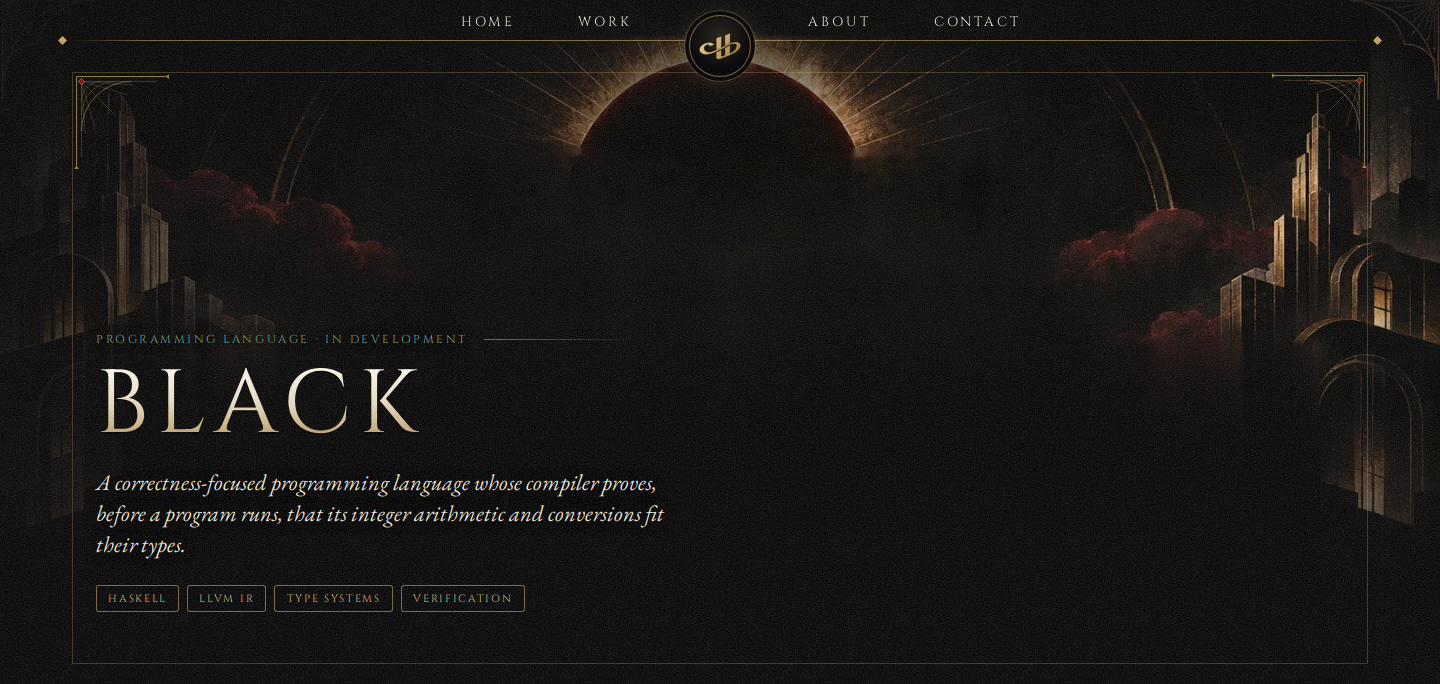 HOME WORK ABOUT CONTACT
PROGRAMMING LANGUAGE · IN DEVELOPMENT
BLACK
A correctness-focused programming language whose compiler proves,
before a program runs, that its integer arithmetic and conversions fit
their types.
HASKELL LLVM IR TYPE SYSTEMS VERIFICATION